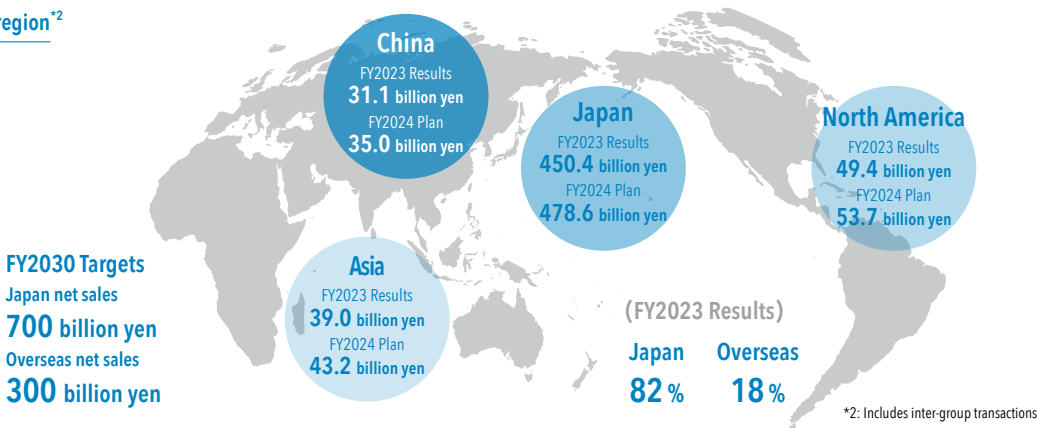 region*2
China
FY2023 Results
31.1 billion yen
FY2024 Plan
35.0 billion yen
Japan
FY2023 Results
450.4 billion yen
FY2024 Plan
478.6 billion yen
North America
FY2023 Results
49.4 billion yen
FY2024 Plan
53.7 billion yen
Asia
FY2023 Results
39.0 billion yen
FY2024 Plan
43.2 billion yen
FY2030 Targets
Japan net sales
700 billion yen
Overseas net sales
300 billion yen
(FY2023 Results)
Japan Overseas
82 % 18 %
*2: Includes inter-group transactions